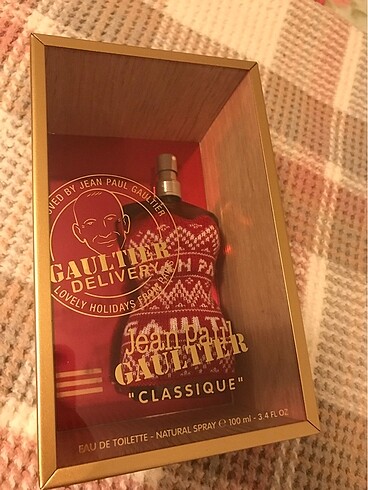 OVED BY JEAN PAUL GAULTIER
GAULTIER
DELIVERY
LOVELY HOLIDAYS FROM
Jean Paul
GAULTIER
"CLASSIQUE"
EAU DE TOILETTE - NATURAL SPRAY ℮ 100 ml - 3.4 FL OZ